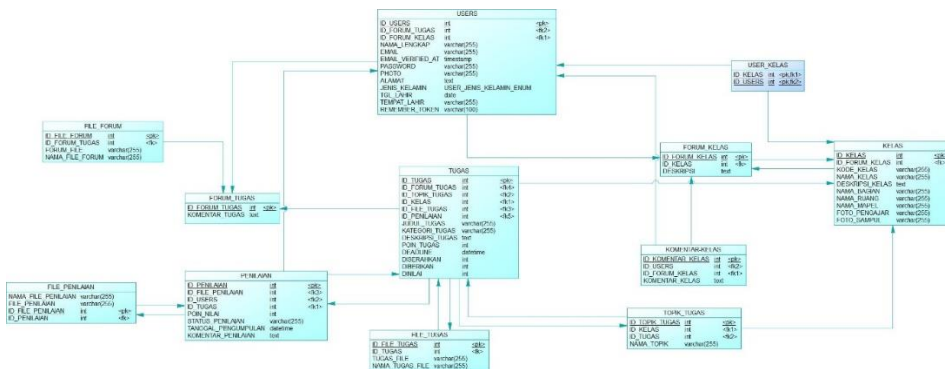 USERS
ID_USERS int <pk>
ID_FORUM_TUGAS int <fk2>
ID_FORUM_KELAS int <fk1>
NAMA_LENGKAP varchar(255)
EMAIL varchar(255)
EMAIL_VERIFIED_AT timestamp
PASSWORD varchar(255)
PHOTO varchar(255)
ALAMAT text
JENIS_KELAMIN USER_JENIS_KELAMIN_ENUM
TGL_LAHIR date
TEMPAT_LAHIR varchar(255)
REMEMBER_TOKEN varchar(100)
USER_KELAS
ID_KELAS int <pk,fk1>
ID_USERS int <pk,fk2>
FILE_FORUM
ID_FILE_FORUM int <pk>
ID_FORUM_TUGAS int <fk>
FORUM_FILE varchar(255)
NAMA_FILE_FORUM varchar(255)
FORUM_TUGAS
ID_FORUM_TUGAS int <pk>
KOMENTAR_TUGAS text
TUGAS
ID_TUGAS int <pk>
ID_FORUM_TUGAS int <fk4>
ID_TOPIK_TUGAS int <fk2>
ID_KELAS int <fk1>
ID_FILE_TUGAS int <fk3>
ID_PENILAIAN int <fk5>
JUDUL_TUGAS varchar(255)
KATEGORI_TUGAS varchar(255)
DESKRIPSI_TUGAS text
POIN_TUGAS int
DEADLINE datetime
DISERAHKAN int
DIBERIKAN int
DINILAI int
FORUM_KELAS
ID_FORUM_KELAS int <pk>
ID_KELAS int <fk>
DESKRIPSI text
KELAS
ID_KELAS int <pk>
ID_FORUM_KELAS int <fk>
KODE_KELAS varchar(255)
NAMA_KELAS varchar(255)
DESKRIPSI_KELAS text
NAMA_BAGIAN varchar(255)
NAMA_RUANG varchar(255)
NAMA_MAPEL varchar(255)
FOTO_PENGAJAR varchar(255)
FOTO_SAMPUL varchar(255)
KOMENTAR-KELAS
ID_KOMENTAR_KELAS int <pk>
ID_USERS int <fk2>
ID_FORUM_KELAS int <fk1>
KOMENTAR_KELAS text
PENILAIAN
ID_PENILAIAN int <pk>
ID_FILE_PENILAIAN int <fk3>
ID_USERS int <fk2>
ID_TUGAS int <fk1>
POIN_NILAI int
STATUS_PENILAIAN varchar(255)
TANGGAL_PENGUMPULAN datetime
KOMENTAR_PENILAIAN text
FILE_PENILAIAN
NAMA_FILE_PENILAIAN varchar(255)
FILE_PENILAIAN varchar(255)
ID_FILE_PENILAIAN int <pk>
ID_PENILAIAN int <fk>
FILE_TUGAS
ID_FILE_TUGAS int <pk>
ID_TUGAS int <fk>
TUGAS_FILE varchar(255)
NAMA_TUGAS_FILE varchar(255)
TOPIK_TUGAS
ID_TOPIK_TUGAS int <pk>
ID_KELAS int <fk1>
ID_TUGAS int <fk2>
NAMA_TOPIK varchar(255)